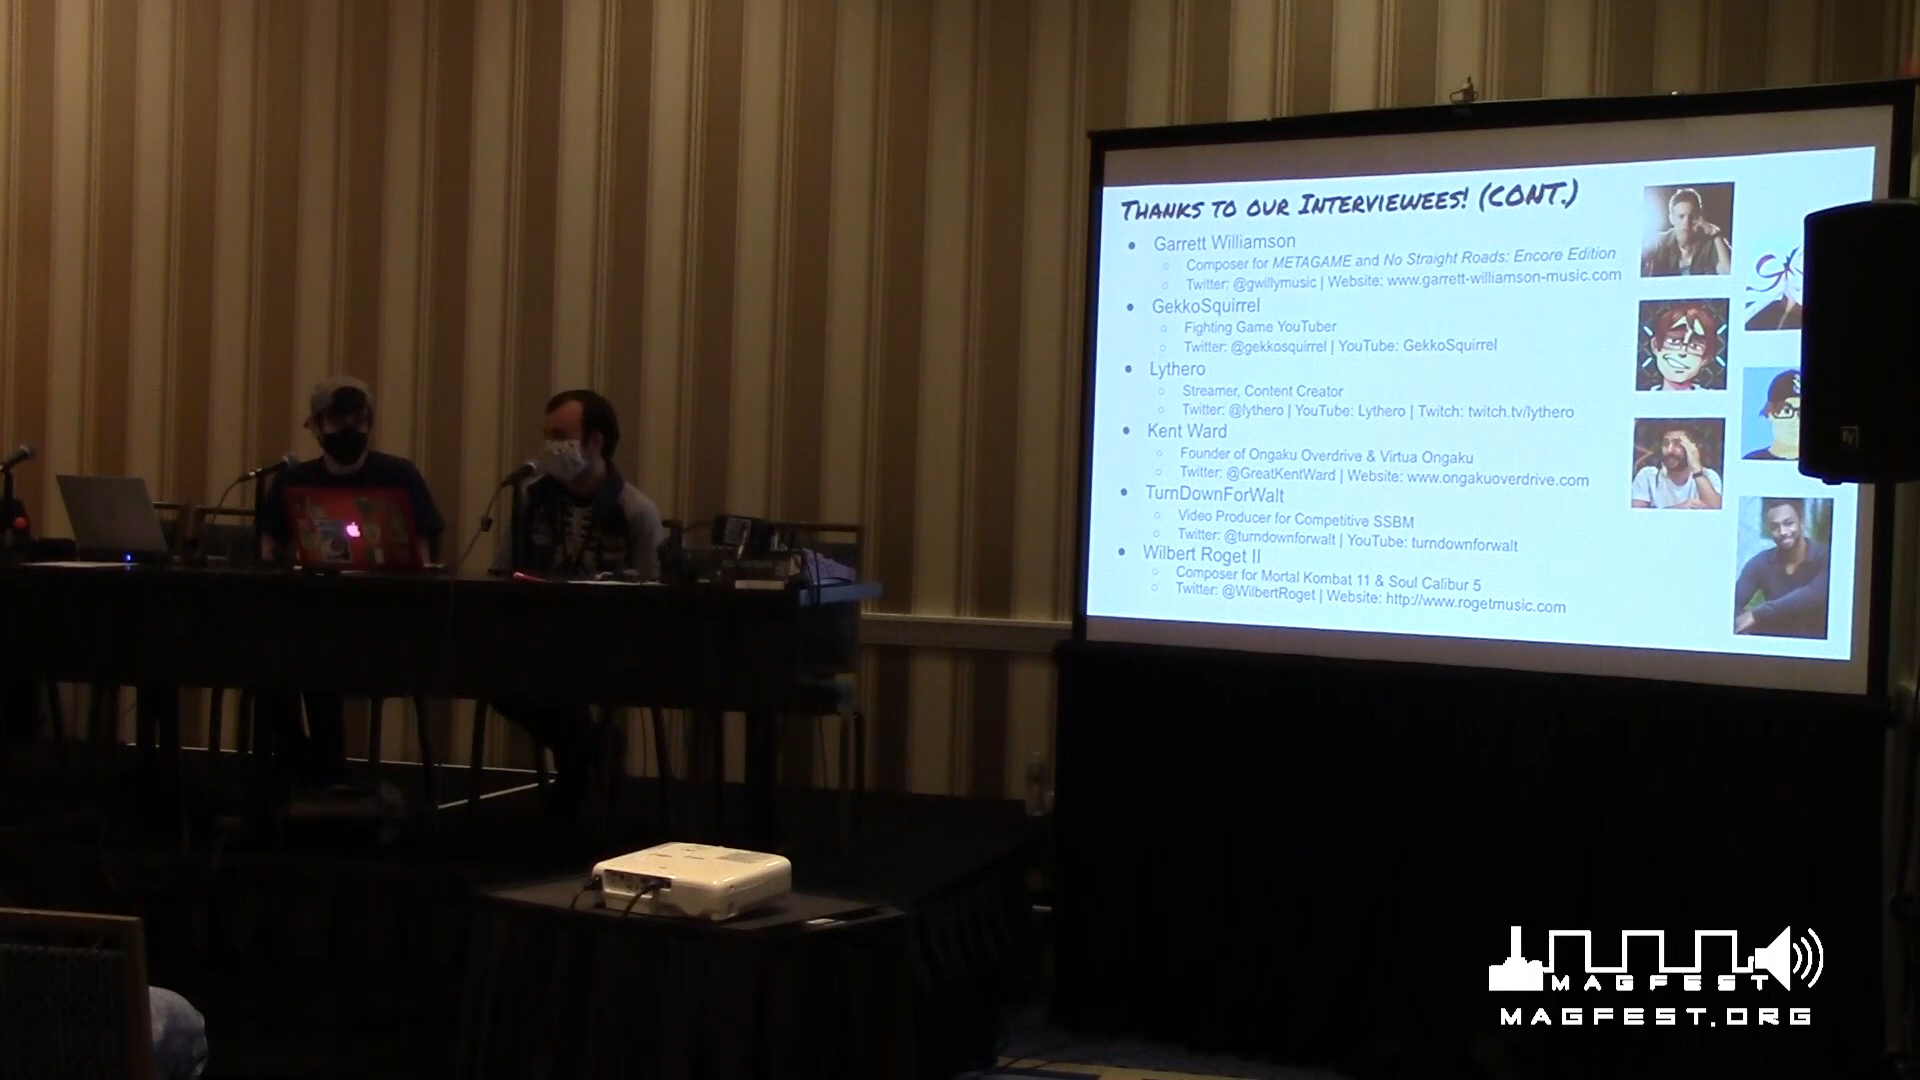 THANKS TO OUR INTERVIEWEES! (CONT.)
Garrett Williamson
Composer for METAGAME and No Straight Roads: Encore Edition
Twitter: @gwillymusic | Website: www.garrett-williamson-music.com
GekkoSquirrel
Fighting Game YouTuber
Twitter: @gekkosquirrel | YouTube: GekkoSquirrel
Lythero
Streamer, Content Creator
Twitter: @lythero | YouTube: Lythero | Twitch: twitch.tv/lythero
Kent Ward
Founder of Ongaku Overdrive & Virtua Ongaku
Twitter: @GreatKentWard | Website: www.ongakuoverdrive.com
TurnDownForWalt
Video Producer for Competitive SSBM
Twitter: @turndownforwalt | YouTube: turndownforwalt
Wilbert Roget II
Composer for Mortal Kombat 11 & Soul Calibur 5
Twitter: @WilbertRoget | Website: http://www.rogetmusic.com
MAGFEST
MAGFEST.ORG